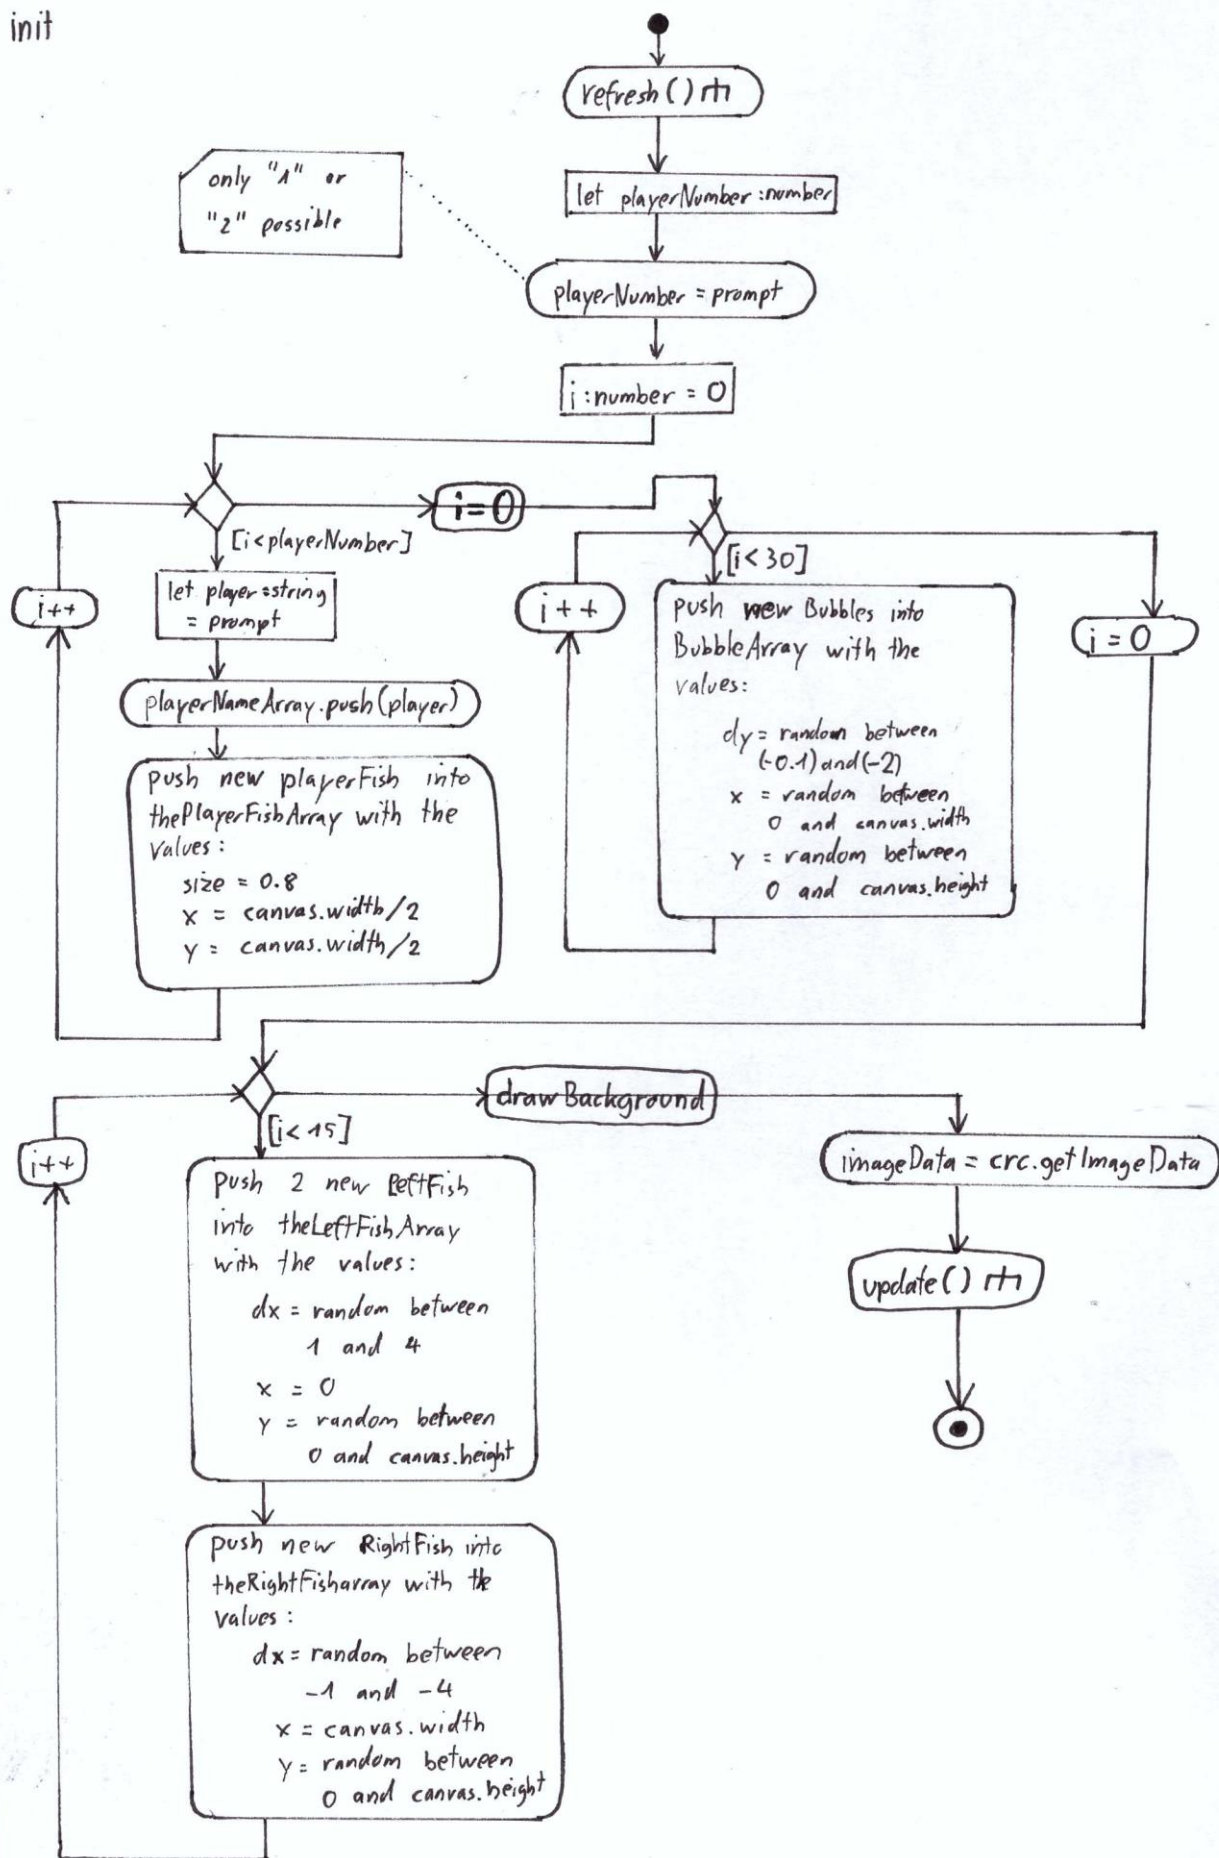 init
refresh()
only "1" or
"2" possible
let playerNumber:number
playerNumber = prompt
i:number = 0
i=0
[i<playerNumber]
let player:string
= prompt
i++
playerNameArray.push(player)
push new playerFish into
thePlayerFishArray with the
values:
size = 0.8
x = canvas.width/2
y = canvas.width/2
[i<30]
i++
push new Bubbles into
BubbleArray with the
values:
dy = random between
(-0.1) and (-2)
x = random between
0 and canvas.width
y = random between
0 and canvas.height
i = 0
drawBackground
[i<15]
i++
push 2 new LeftFish
into theLeftFishArray
with the values:
dx = random between
1 and 4
x = 0
y = random between
0 and canvas.height
push new RightFish into
theRightFisharray with the
values:
dx = random between
-1 and -4
x = canvas.width
y = random between
0 and canvas.height
imageData = crc.getImageData
update()